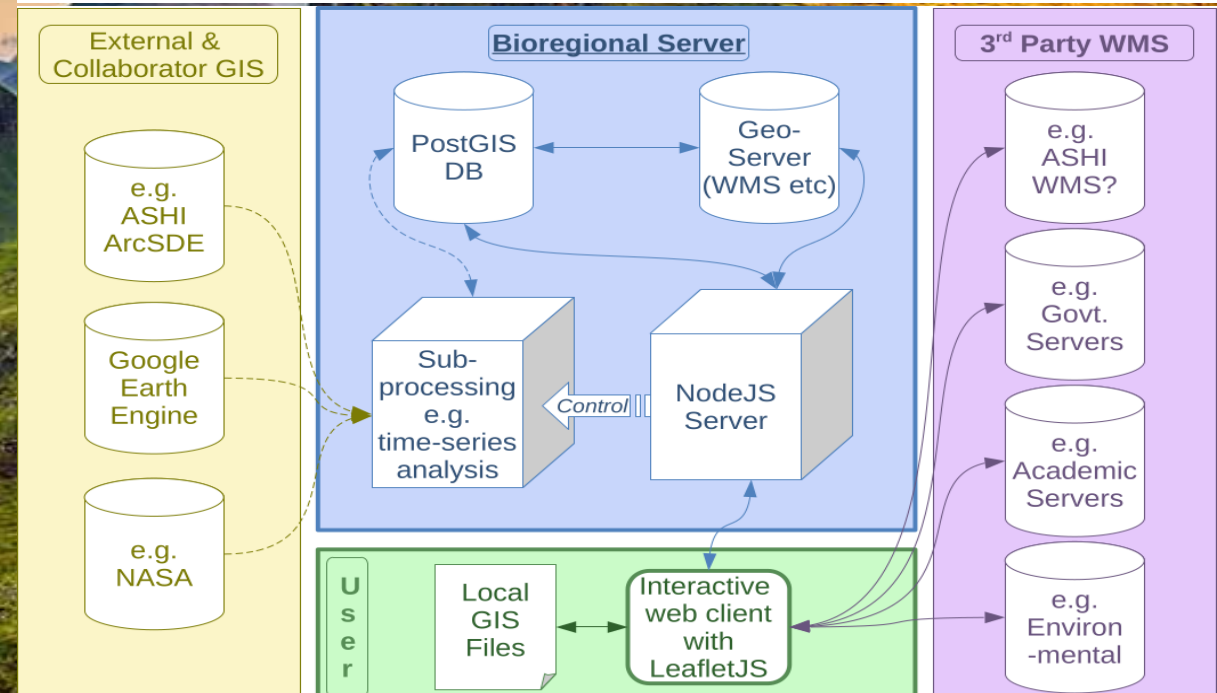 External &
Collaborator GIS
e.g.
ASHI
ArcSDE
Google
Earth
Engine
e.g.
NASA
Bioregional Server
PostGIS
DB
Geo-
Server
(WMS etc)
Sub-
processing
e.g.
time-series
analysis
Control
NodeJS
Server
User
Local
GIS
Files
Interactive
web client
with
LeafletJS
3rd Party WMS
e.g.
ASHI
WMS?
e.g.
Govt.
Servers
e.g.
Academic
Servers
e.g.
Environ
-mental